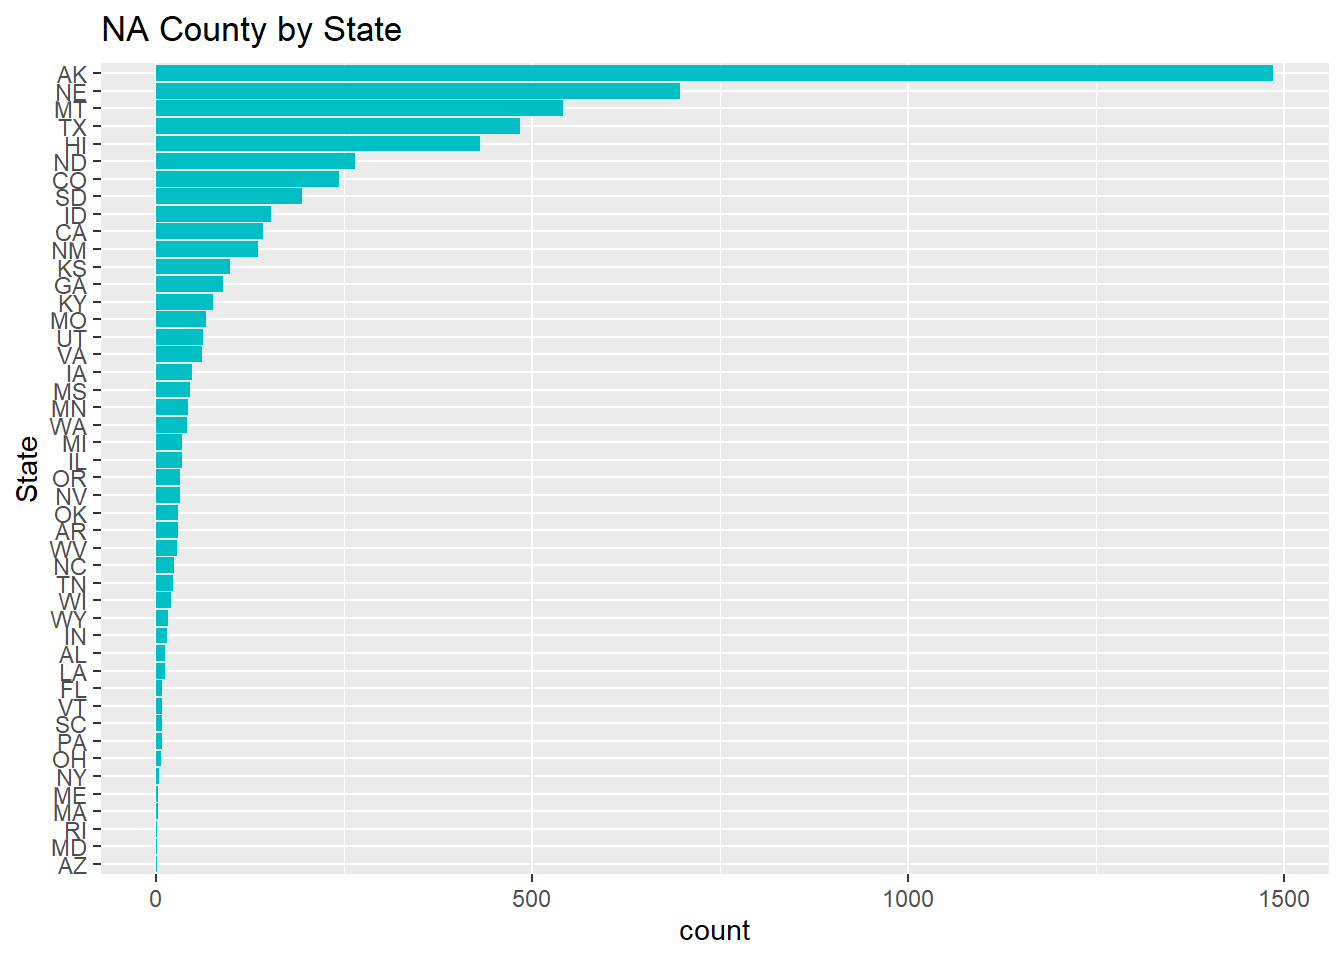 NA County by State
AK
NE
MT
TX
HI
ND
CO
SD
ID
CA
NM
KS
GA
KY
MO
UT
VA
IA
MS
MN
WA
MI
IL
OR
NV
OK
AR
WV
NC
TN
WI
WY
IN
AL
LA
FL
VT
SC
PA
OH
NY
ME
MA
RI
MD
AZ
State
0 500 1000 1500
count